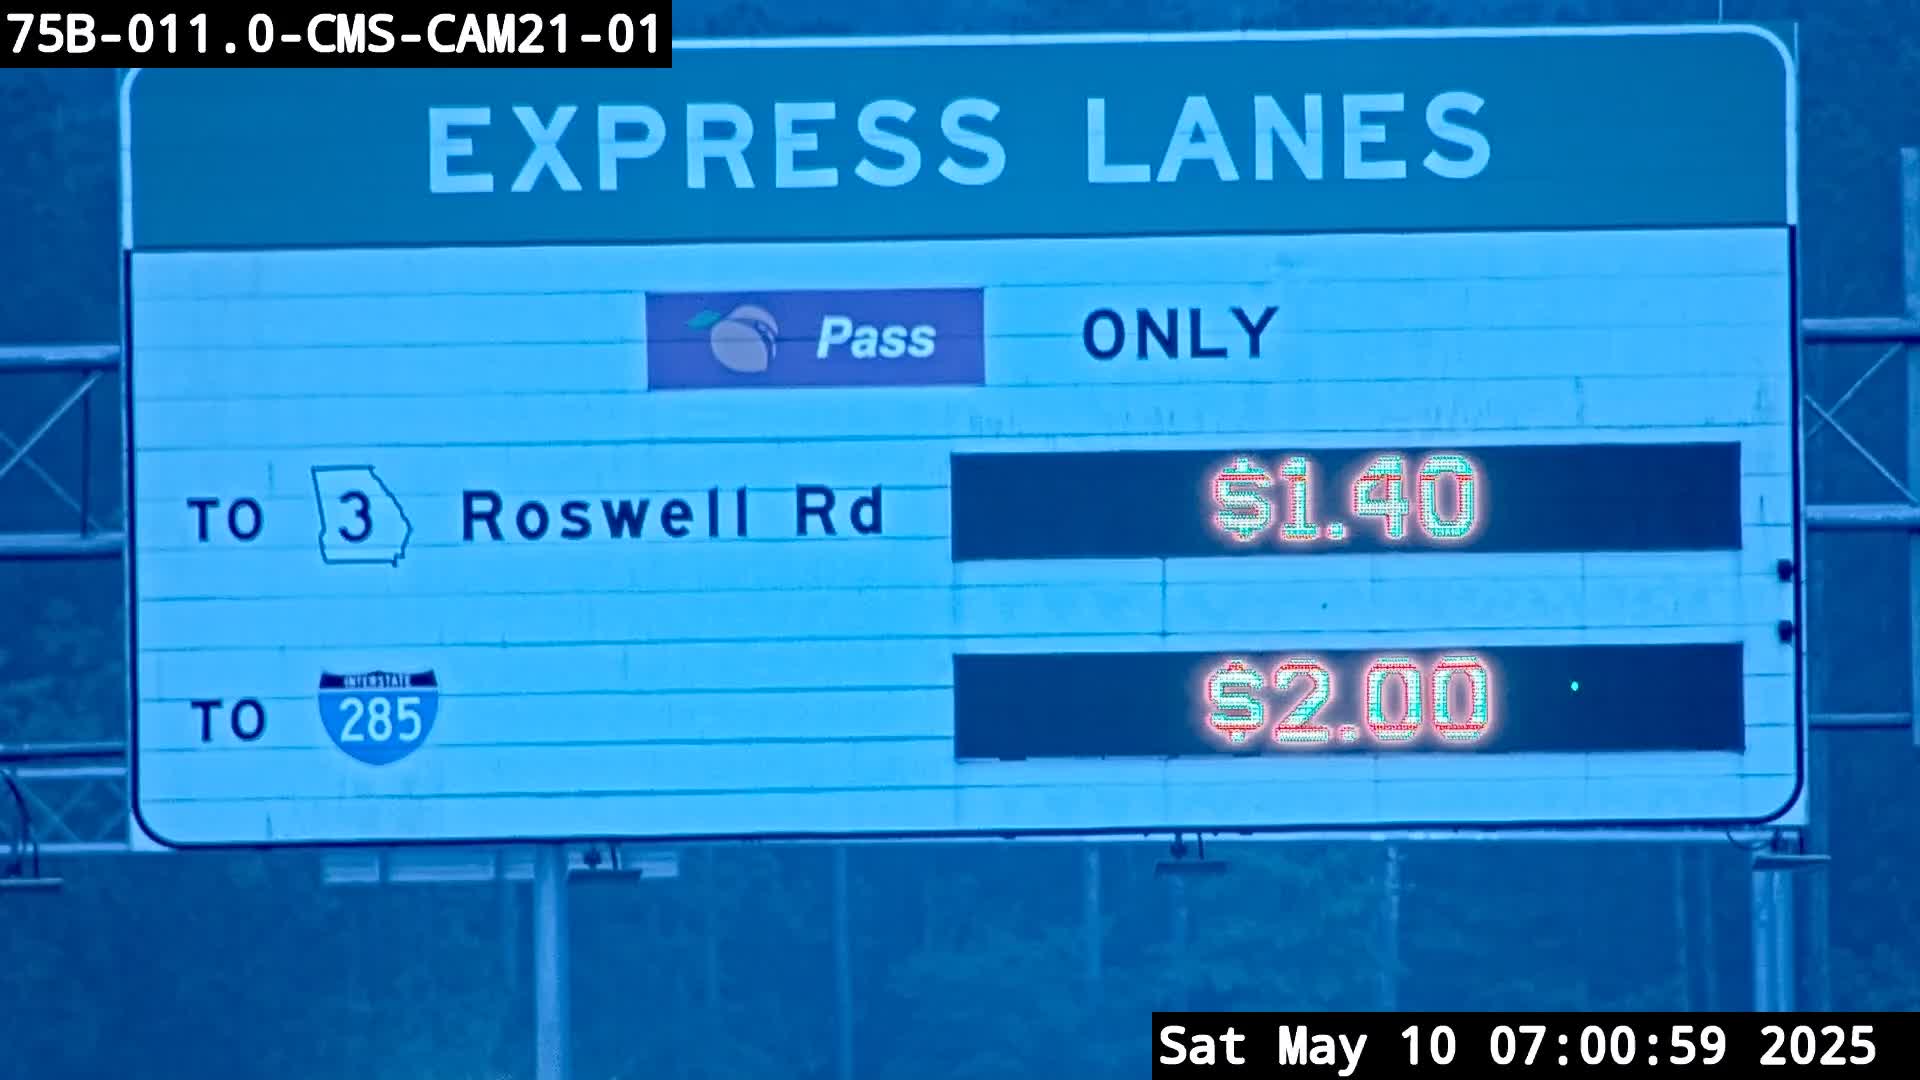 75B-011.0-CMS-CAM21-01
EXPRESS LANES
Pass ONLY
TO 3 Roswell Rd $1.40
TO INTERSTATE 285 $2.00
Sat May 10 07:00:59 2025